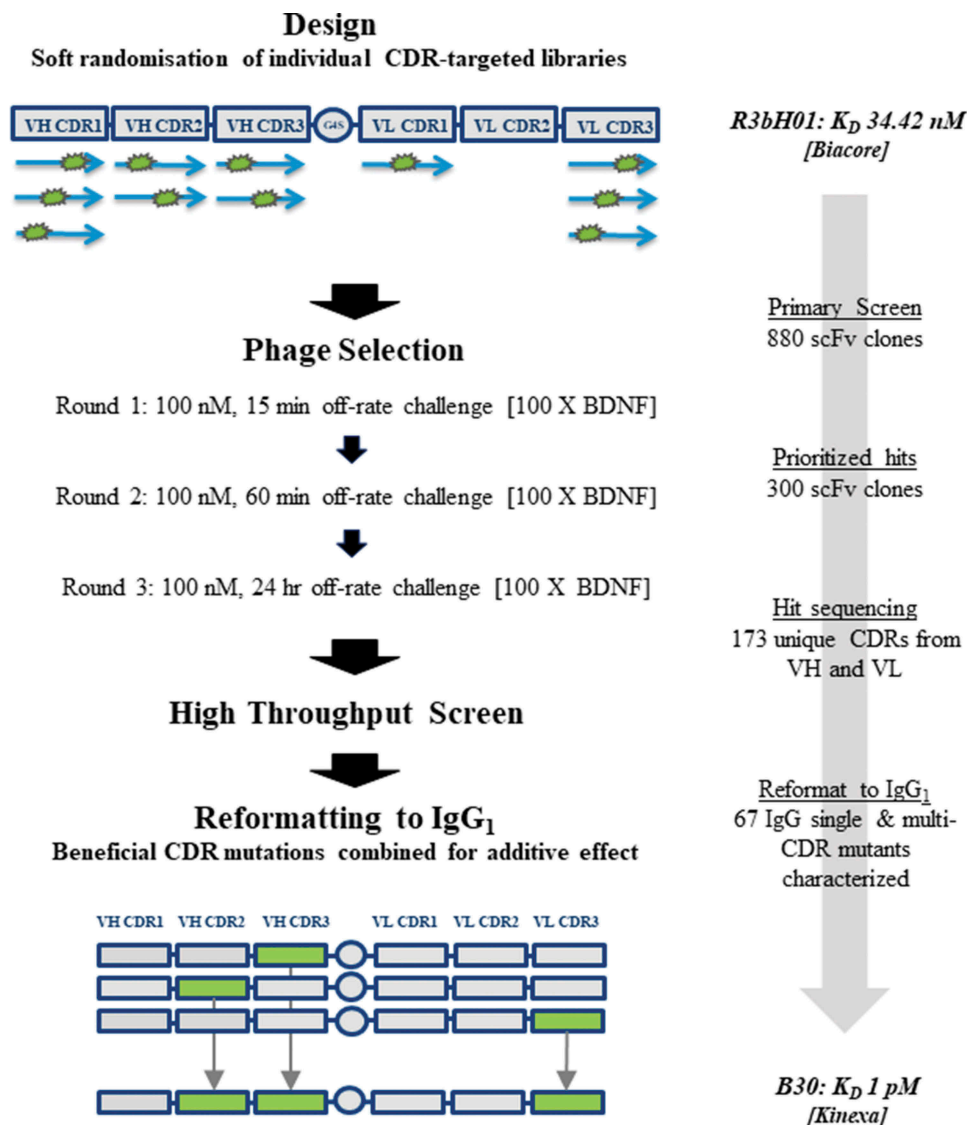 Design
Soft randomisation of individual CDR-targeted libraries
VH CDR1 VH CDR2 VH CDR3 G4S VL CDR1 VL CDR2 VL CDR3
Phage Selection
Round 1: 100 nM, 15 min off-rate challenge [100 X BDNF]
Round 2: 100 nM, 60 min off-rate challenge [100 X BDNF]
Round 3: 100 nM, 24 hr off-rate challenge [100 X BDNF]
High Throughput Screen
Reformatting to IgG₁
Beneficial CDR mutations combined for additive effect
VH CDR1 VH CDR2 VH CDR3 VL CDR1 VL CDR2 VL CDR3
R3bH01: K_D 34.42 nM
[Biacore]
Primary Screen
880 scFv clones
Prioritized hits
300 scFv clones
Hit sequencing
173 unique CDRs from
VH and VL
Reformat to IgG₁
67 IgG single & multi-
CDR mutants
characterized
B30: K_D 1 pM
[Kinexa]